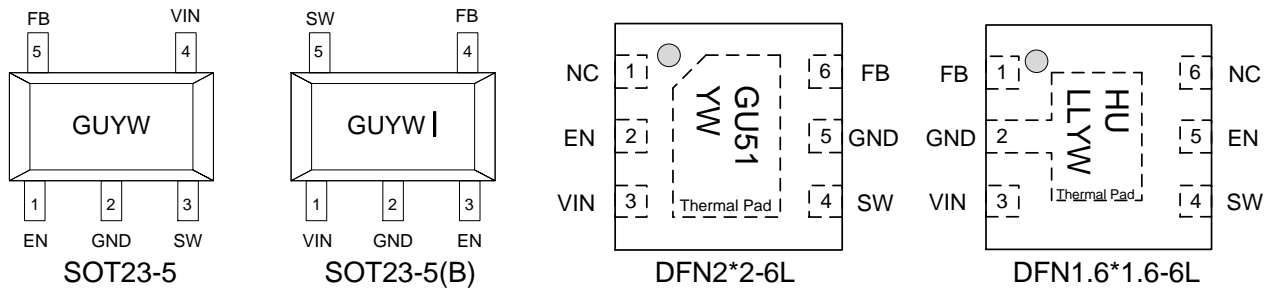 FB VIN
5 4
GUYW
1 2 3
EN GND SW
SOT23-5
SW FB
5 4
GUYW |
1 2 3
VIN GND EN
SOT23-5(B)
NC 1 6 FB
EN 2 5 GND
VIN 3 4 SW
GU51
YW
Thermal Pad
DFN2*2-6L
FB 1 6 NC
GND 2 5 EN
VIN 3 4 SW
HU
LLYW
Thermal Pad
DFN1.6*1.6-6L